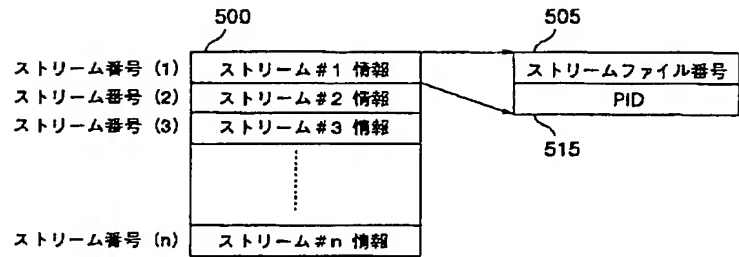 500
505
ストリーム番号 (1) ストリーム#1 情報
ストリームファイル番号
ストリーム番号 (2) ストリーム#2 情報
PID
ストリーム番号 (3) ストリーム#3 情報
515
ストリーム番号 (n) ストリーム#n 情報